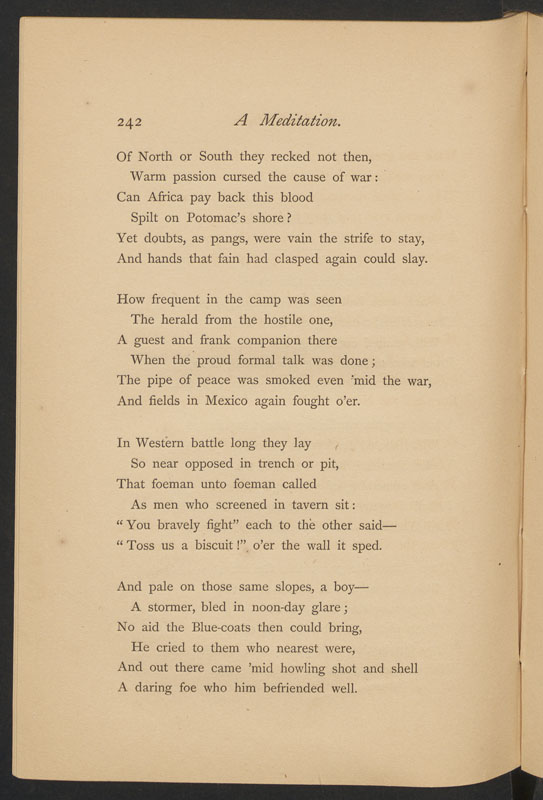 242 A Meditation.
Of North or South they recked not then,
Warm passion cursed the cause of war:
Can Africa pay back this blood
Spilt on Potomac's shore?
Yet doubts, as pangs, were vain the strife to stay,
And hands that fain had clasped again could slay.
How frequent in the camp was seen
The herald from the hostile one,
A guest and frank companion there
When the proud formal talk was done;
The pipe of peace was smoked even 'mid the war,
And fields in Mexico again fought o'er.
In Western battle long they lay
So near opposed in trench or pit,
That foeman unto foeman called
As men who screened in tavern sit:
“You bravely fight” each to the other said—
“Toss us a biscuit!” o'er the wall it sped.
And pale on those same slopes, a boy—
A stormer, bled in noon-day glare;
No aid the Blue-coats then could bring,
He cried to them who nearest were,
And out there came 'mid howling shot and shell
A daring foe who him befriended well.